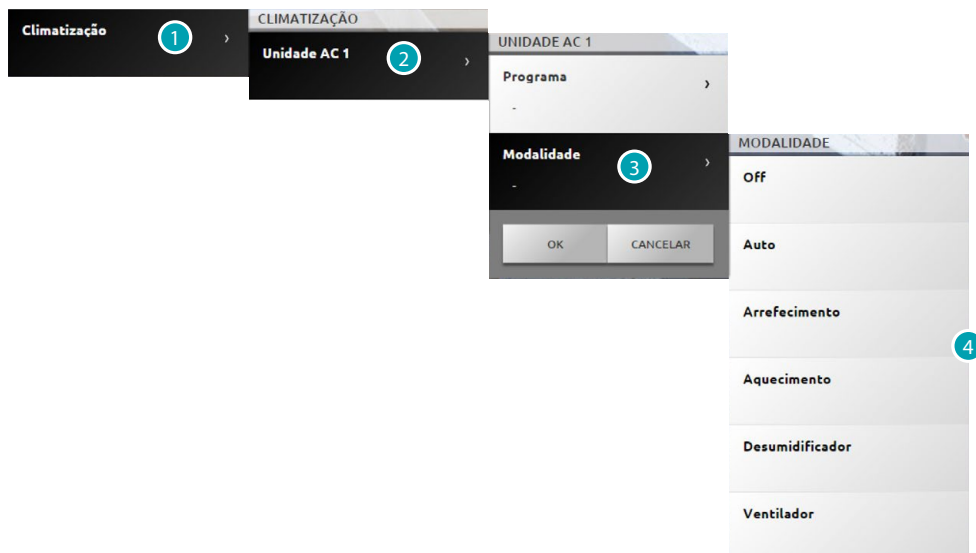 Climatização
1
CLIMATIZAÇÃO
Unidade AC 1
2
UNIDADE AC 1
Programa
-
Modalidade
3
-
OK CANCELAR
MODALIDADE
Off
Auto
Arrefecimento
4
Aquecimento
Desumidificador
Ventilador